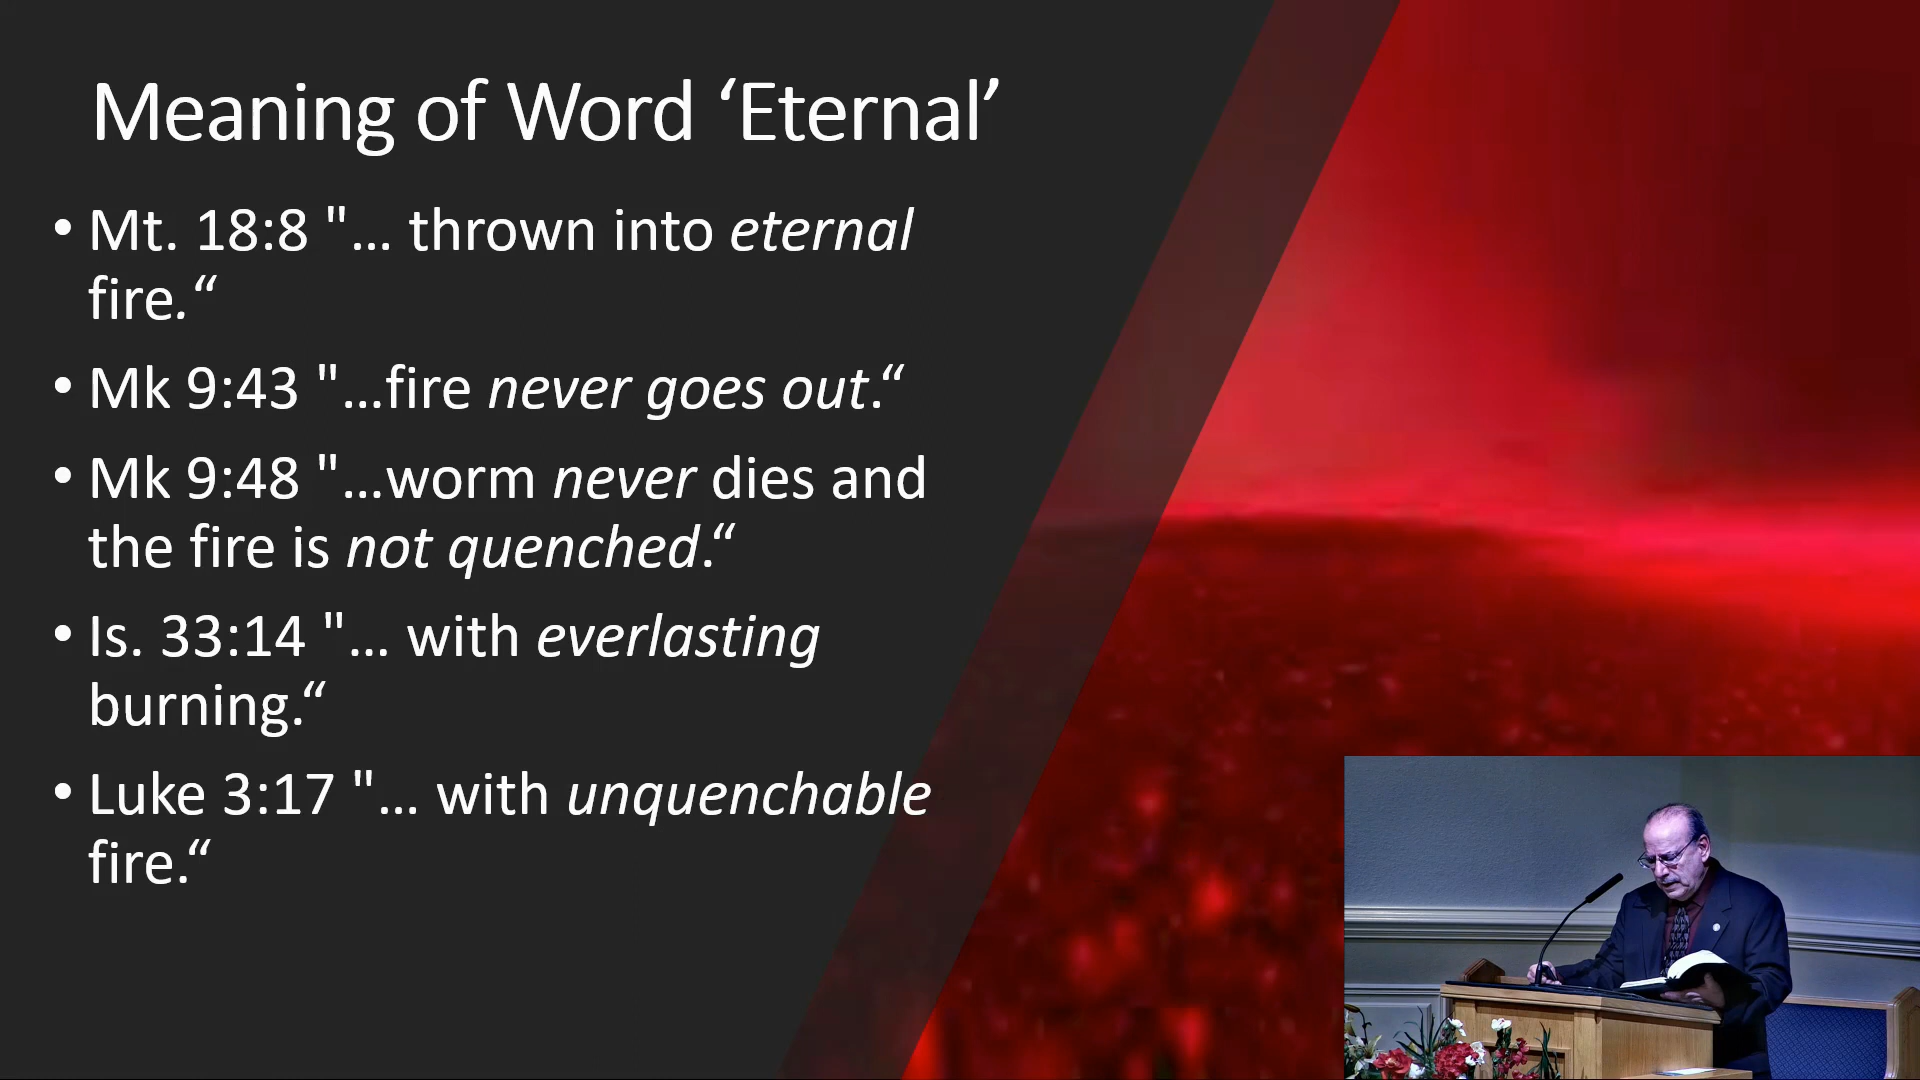 Meaning of Word ‘Eternal’
• Mt. 18:8 "... thrown into eternal
fire.“
• Mk 9:43 "...fire never goes out.“
• Mk 9:48 "...worm never dies and
the fire is not quenched.“
• Is. 33:14 "... with everlasting
burning.“
• Luke 3:17 "... with unquenchable
fire.“